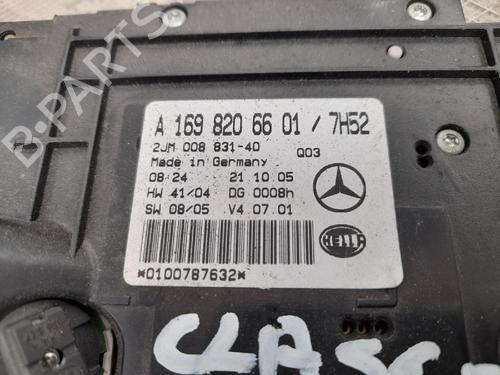 A 169 820 66 01 / 7H52
2JM 008 831-40 Q03
Made in Germany
08:24 21.10.05
HW 41/04 DG 0008h
SW 08/05 V4.07.01
HELLA
*0100787632*
B-PARTS